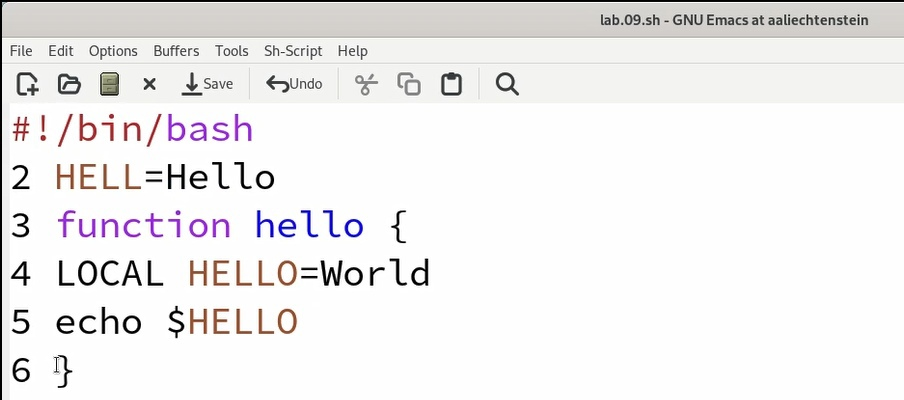 lab.09.sh - GNU Emacs at aaliechtenstein
File Edit Options Buffers Tools Sh-Script Help
Save Undo
#!/bin/bash
2 HELL=Hello
3 function hello {
4 LOCAL HELLO=World
5 echo $HELLO
6 }